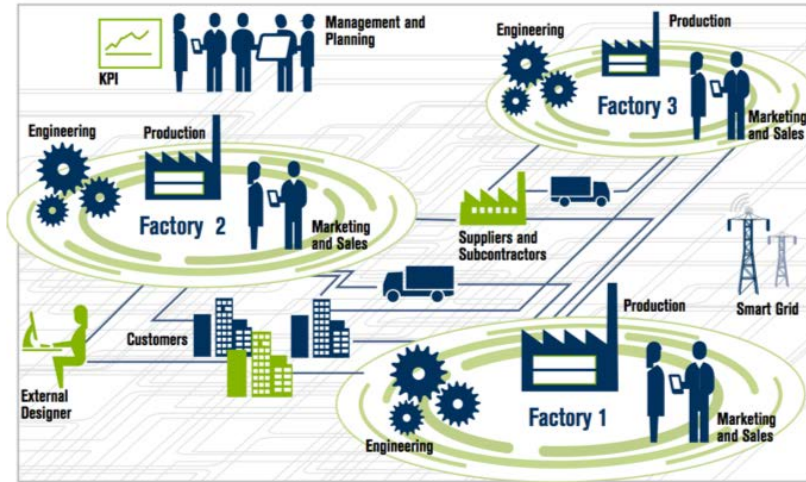 Management and
Planning
KPI
Engineering
Production
Factory 3
Marketing
and Sales
Engineering
Production
Factory 2
Marketing
and Sales
Suppliers and
Subcontractors
Smart Grid
Customers
External
Designer
Production
Factory 1
Engineering
Marketing
and Sales